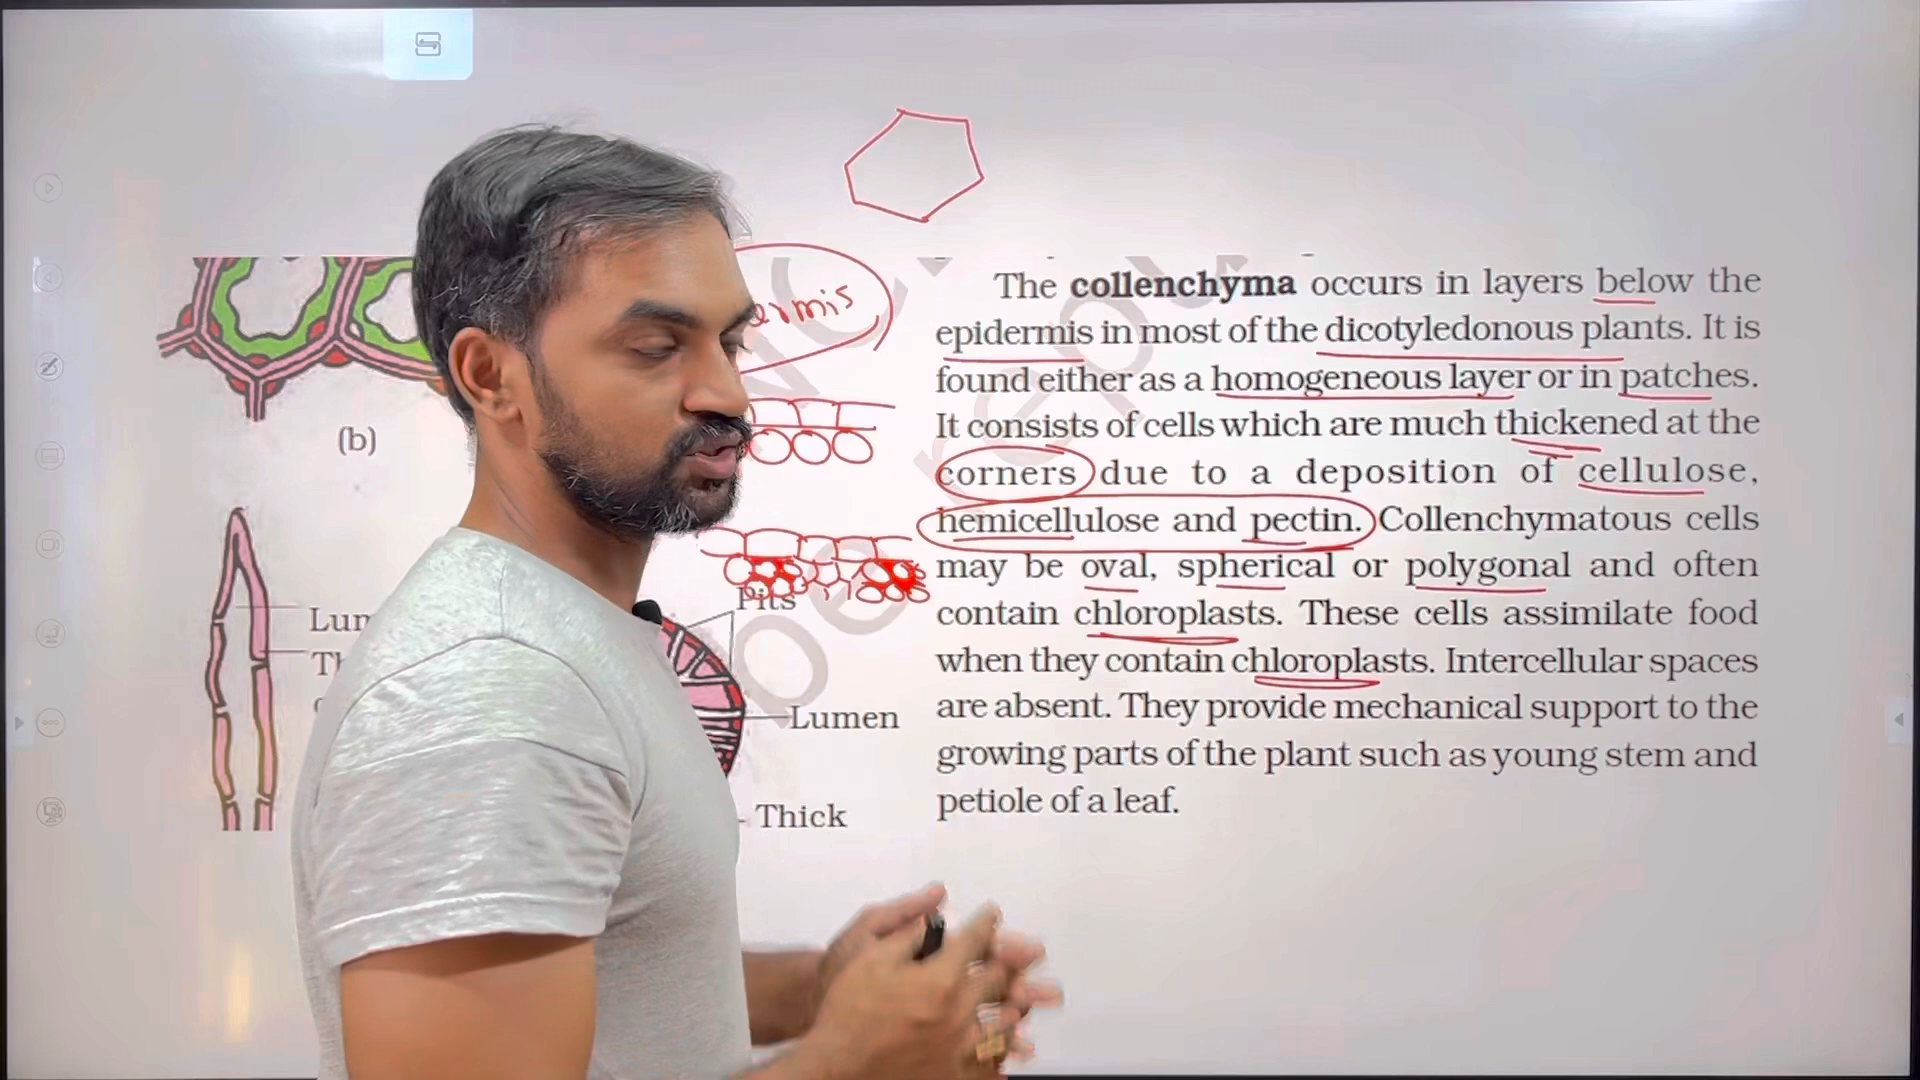 ermis
The collenchyma occurs in layers below the
epidermis in most of the dicotyledonous plants. It is
found either as a homogeneous layer or in patches.
It consists of cells which are much thickened at the
corners due to a deposition of cellulose,
hemicellulose and pectin. Collenchymatous cells
may be oval, spherical or polygonal and often
contain chloroplasts. These cells assimilate food
when they contain chloroplasts. Intercellular spaces
are absent. They provide mechanical support to the
growing parts of the plant such as young stem and
petiole of a leaf.
(b)
Pits
Lum
Th
Lumen
Thick